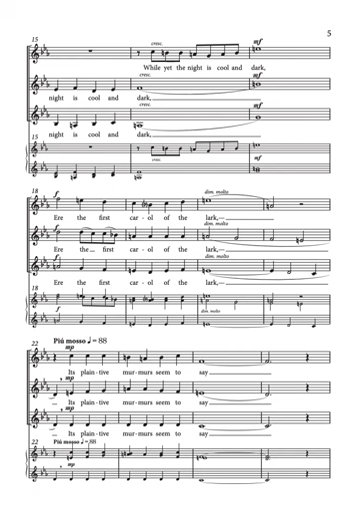 5
15
cresc.
mf
While yet the night is cool and dark,
cresc.
mf
night is cool and dark,
cresc.
mf
night is cool and dark,
15
cresc.
mf
18
f
dim. molto
Ere the first car - ol of the lark,
f
dim. molto
Ere the first car - ol of the lark,
f
dim. molto
Ere the first car - ol of the lark,
18
f
dim. molto
22
Più mosso ♩ = 88
mp
Its plain - tive mur - murs seem to say
mp
Its plain - tive mur - murs seem to say
mp
Its plain - tive mur - murs seem to say
22
Più mosso ♩ = 88
mp